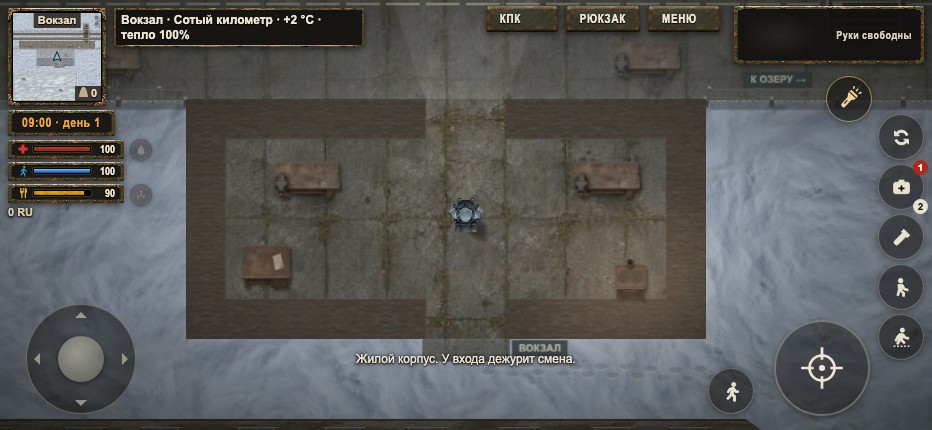 Вокзал
Вокзал · Сотый километр · +2 °C ·
тепло 100%
КПК
РЮКЗАК
МЕНЮ
Руки свободны
0
К ОЗЕРУ →
09:00 · день 1
100
100
90
0 RU
1
2
ВОКЗАЛ
Жилой корпус. У входа дежурит смена.